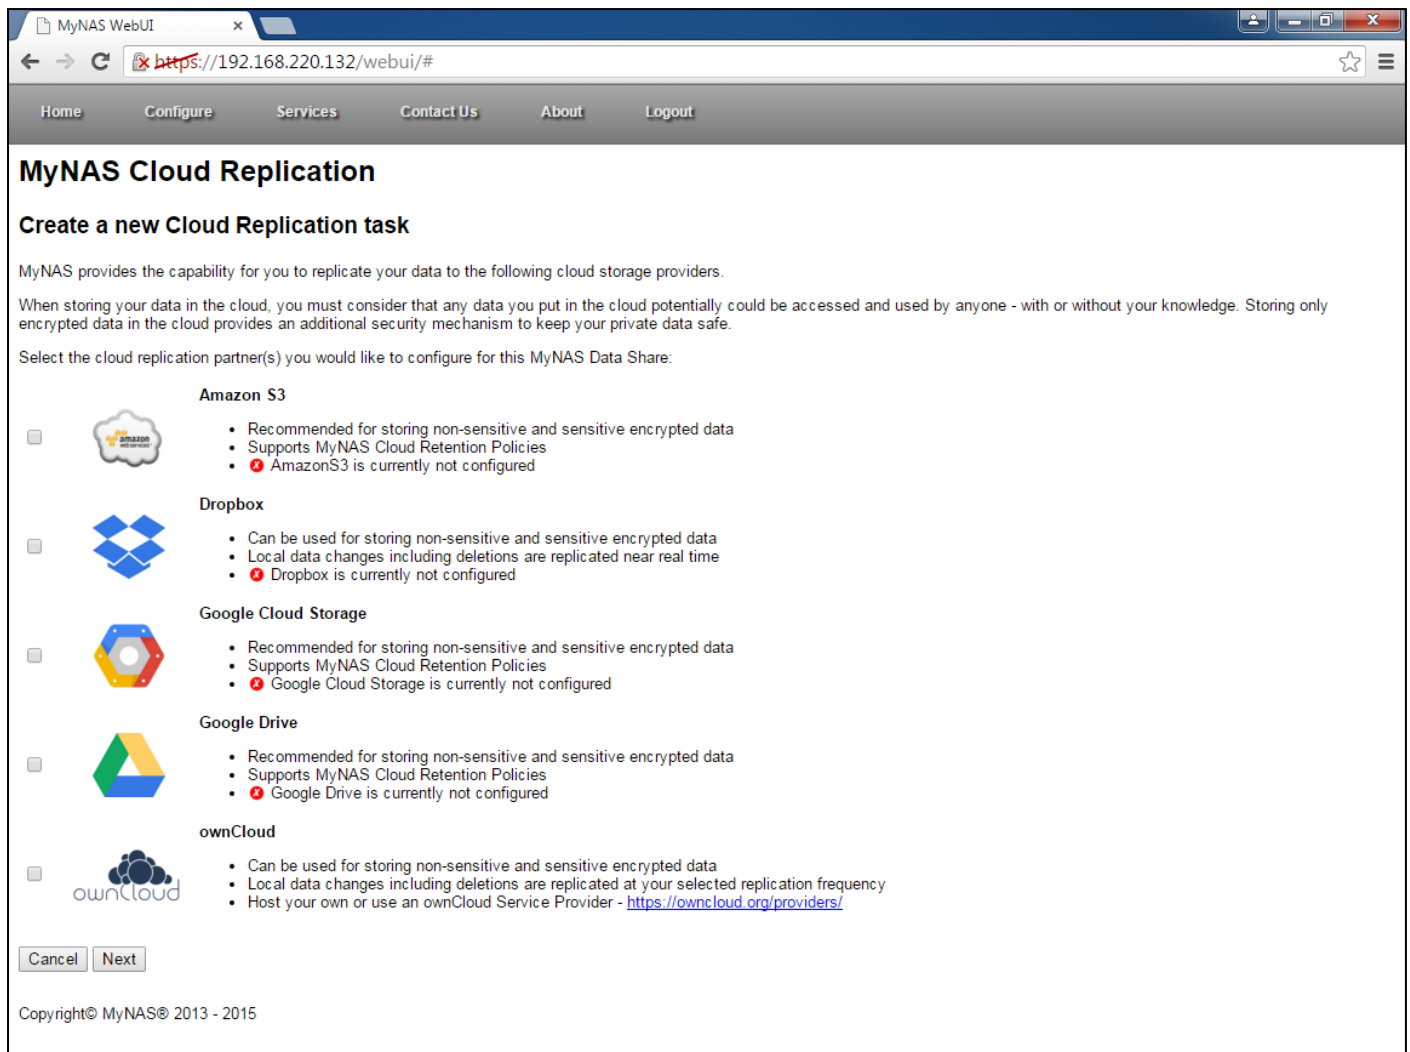 MyNAS WebUI
https://192.168.220.132/webui/#
Home Configure Services Contact Us About Logout
MyNAS Cloud Replication
Create a new Cloud Replication task
MyNAS provides the capability for you to replicate your data to the following cloud storage providers.
When storing your data in the cloud, you must consider that any data you put in the cloud potentially could be accessed and used by anyone - with or without your knowledge. Storing only
encrypted data in the cloud provides an additional security mechanism to keep your private data safe.
Select the cloud replication partner(s) you would like to configure for this MyNAS Data Share:
Amazon S3
amazon
web services
• Recommended for storing non-sensitive and sensitive encrypted data
• Supports MyNAS Cloud Retention Policies
• AmazonS3 is currently not configured
Dropbox
• Can be used for storing non-sensitive and sensitive encrypted data
• Local data changes including deletions are replicated near real time
• Dropbox is currently not configured
Google Cloud Storage
• Recommended for storing non-sensitive and sensitive encrypted data
• Supports MyNAS Cloud Retention Policies
• Google Cloud Storage is currently not configured
Google Drive
• Recommended for storing non-sensitive and sensitive encrypted data
• Supports MyNAS Cloud Retention Policies
• Google Drive is currently not configured
ownCloud
ownCloud
• Can be used for storing non-sensitive and sensitive encrypted data
• Local data changes including deletions are replicated at your selected replication frequency
• Host your own or use an ownCloud Service Provider - https://owncloud.org/providers/
Cancel Next
Copyright© MyNAS® 2013 - 2015